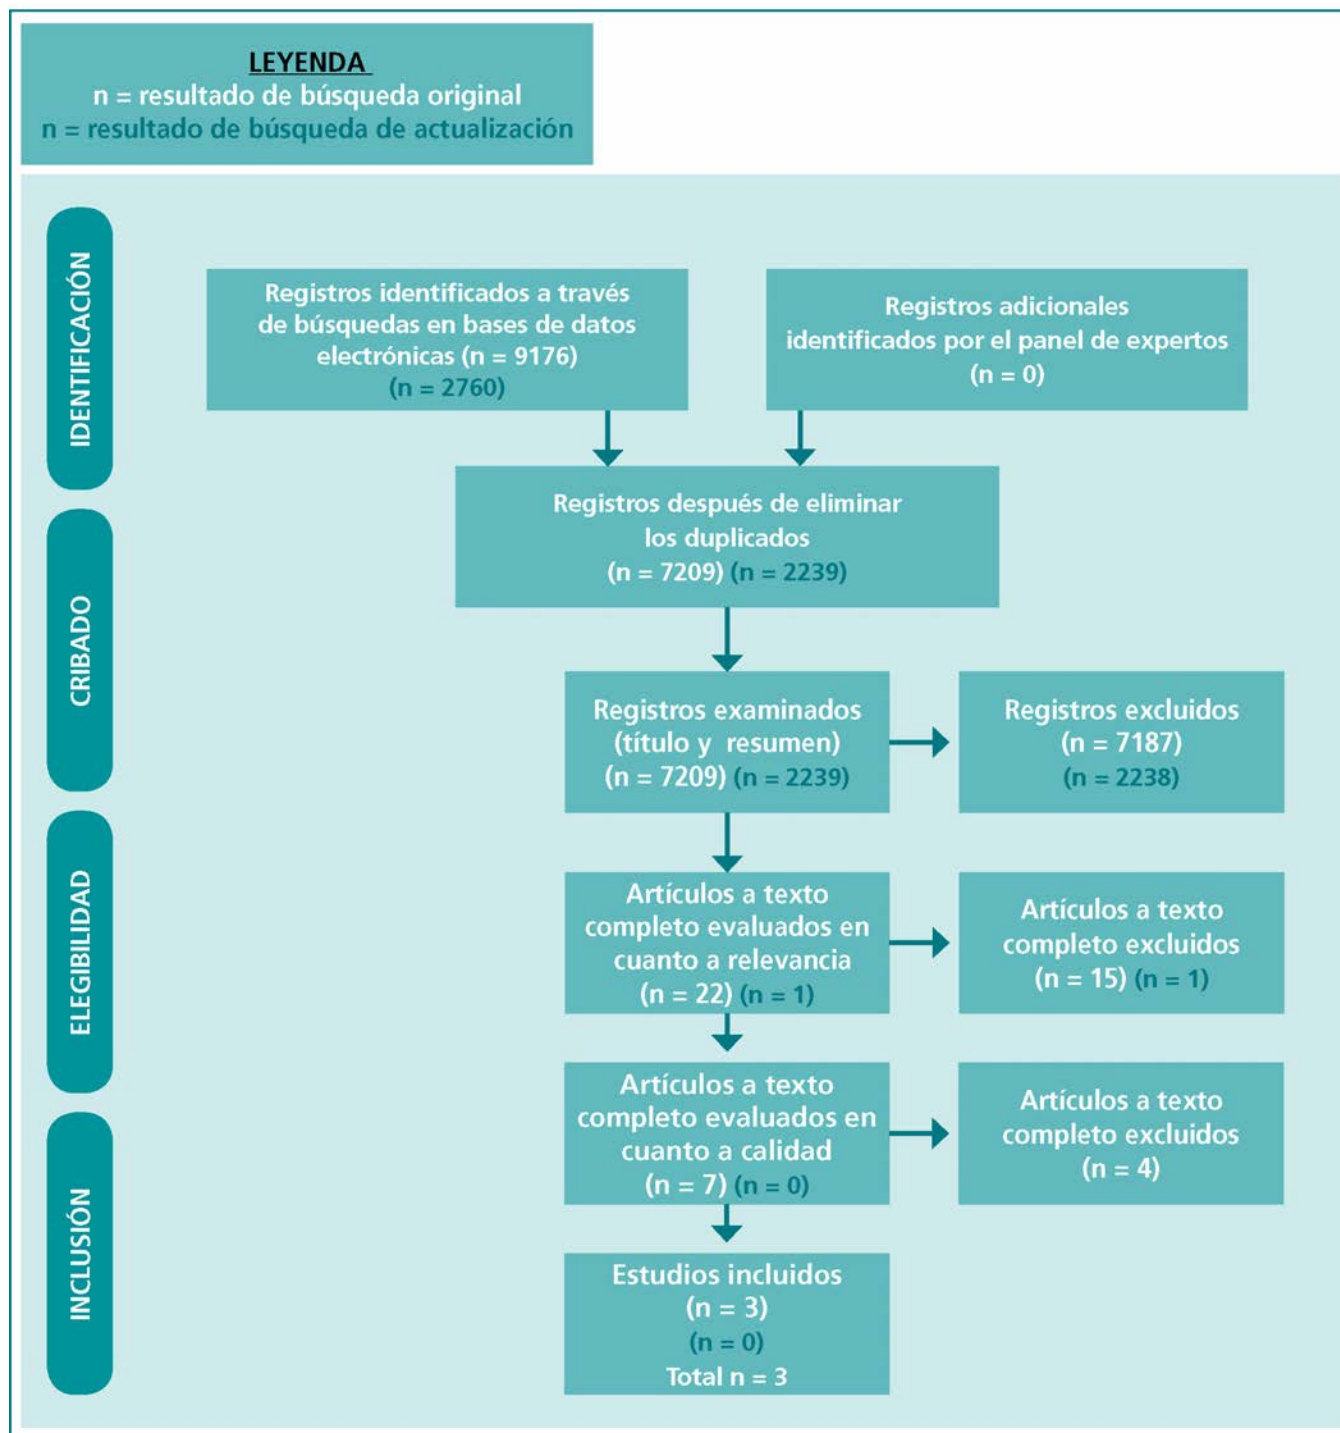 LEYENDA
n = resultado de búsqueda original
n = resultado de búsqueda de actualización
IDENTIFICACIÓN
Registros identificados a través
de búsquedas en bases de datos
electrónicas (n = 9176)
(n = 2760)
Registros adicionales
identificados por el panel de expertos
(n = 0)
Registros después de eliminar
los duplicados
(n = 7209) (n = 2239)
CRIBADO
Registros examinados
(título y resumen)
(n = 7209) (n = 2239)
Registros excluidos
(n = 7187)
(n = 2238)
ELEGIBILIDAD
Artículos a texto
completo evaluados en
cuanto a relevancia
(n = 22) (n = 1)
Artículos a texto
completo excluidos
(n = 15) (n = 1)
Artículos a texto
completo evaluados en
cuanto a calidad
(n = 7) (n = 0)
Artículos a texto
completo excluidos
(n = 4)
INCLUSIÓN
Estudios incluidos
(n = 3)
(n = 0)
Total n = 3